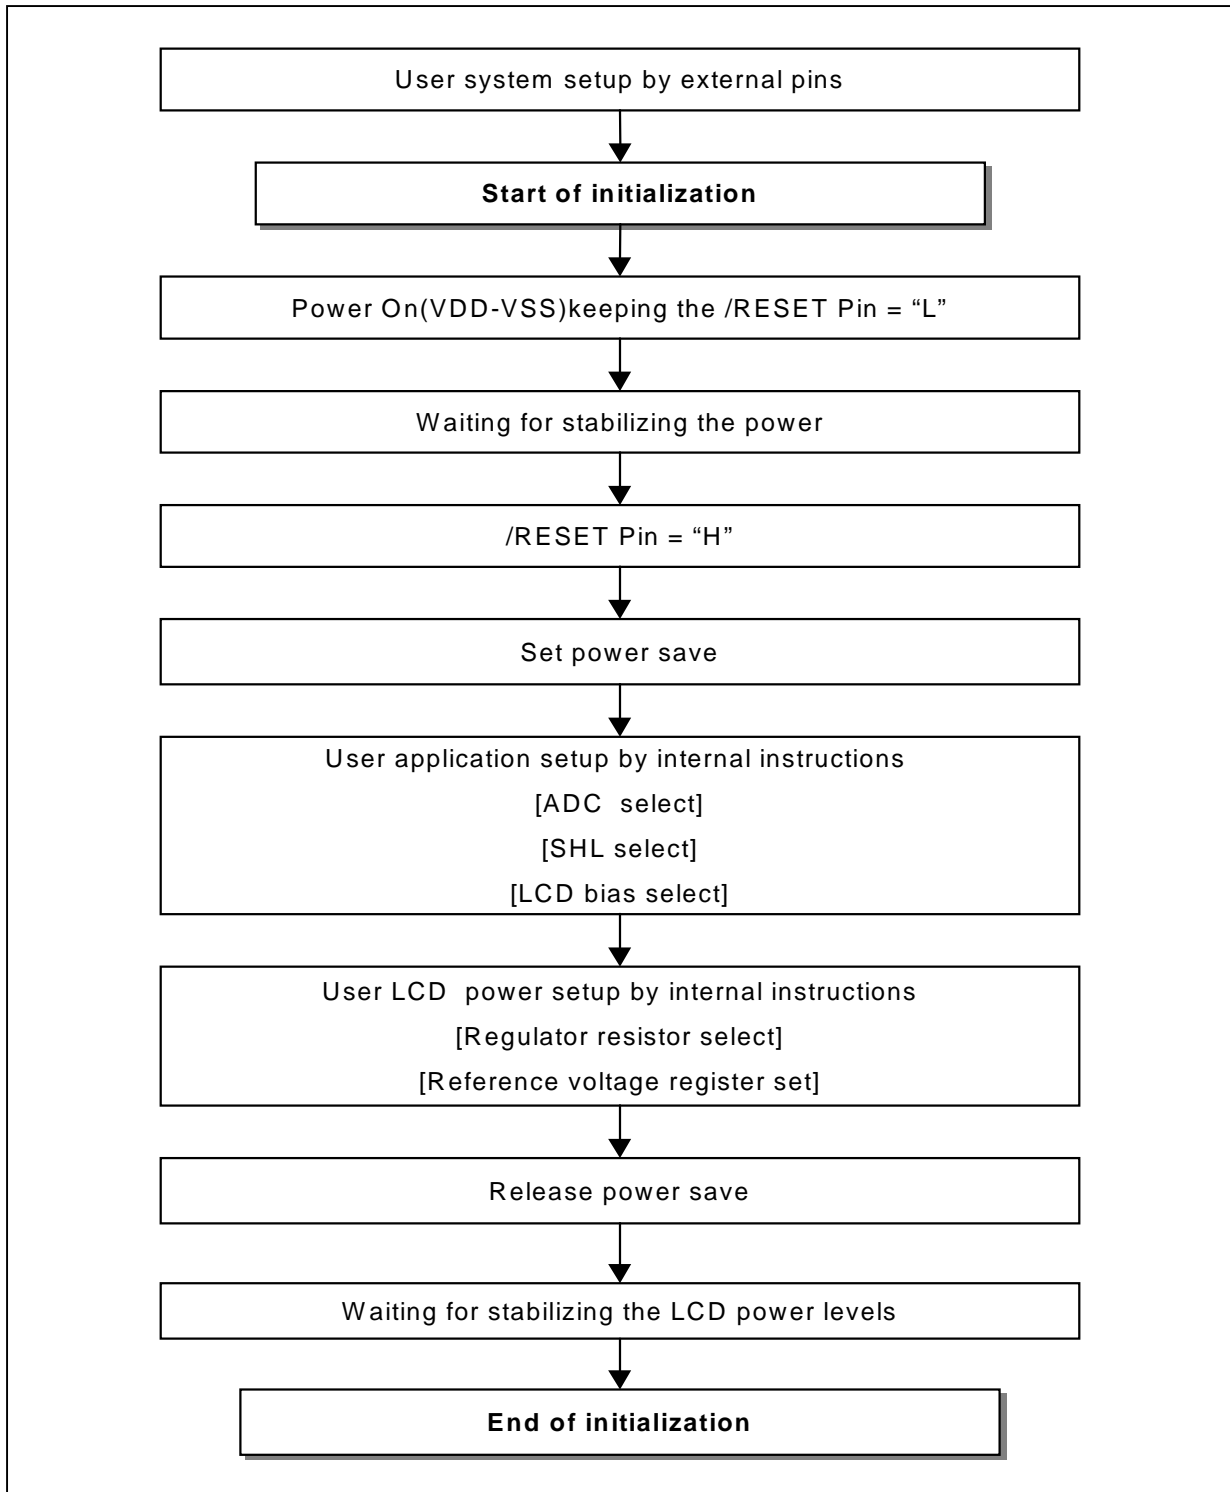 User system setup by external pins
Start of initialization
Power On(VDD-VSS)keeping the /RESET Pin = “L”
Waiting for stabilizing the power
/RESET Pin = “H”
Set power save
User application setup by internal instructions
[ADC  select]
[SHL select]
[LCD bias select]
User LCD  power setup by internal instructions
[Regulator resistor select]
[Reference voltage register set]
Release power save
Waiting for stabilizing the LCD power levels
End of initialization